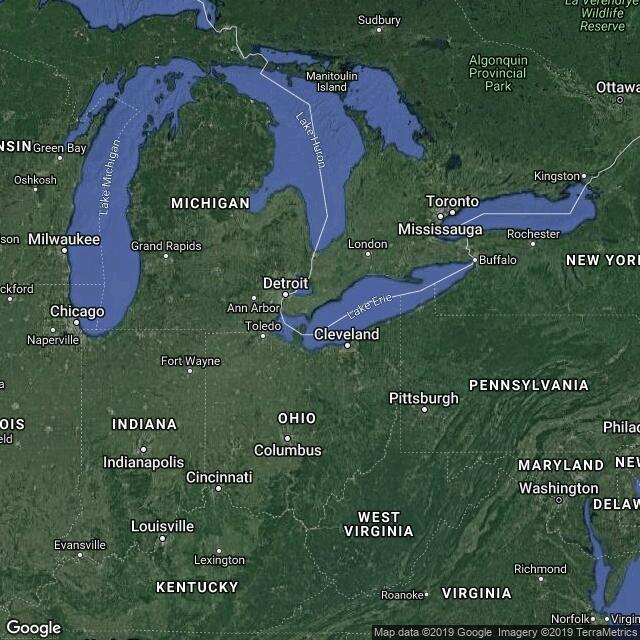 La Verendrye
Wildlife
Reserve
Sudbury
Algonquin
Provincial
Park
Manitoulin
Island
Ottawa
Lake Huron
NSIN
Green Bay
Lake Michigan
Oshkosh
Kingston
MICHIGAN
Toronto
Mississauga
son
Milwaukee
Grand Rapids
London
Rochester
Buffalo
NEW YORK
ckford
Detroit
Ann Arbor
Lake Erie
Chicago
Naperville
Toledo
Cleveland
Fort Wayne
a
PENNSYLVANIA
Pittsburgh
OIS
eld
INDIANA
OHIO
Philad
Columbus
Indianapolis
MARYLAND
NEW
Cincinnati
Washington
DELAW
WEST
VIRGINIA
Louisville
Evansville
Lexington
KENTUCKY
Richmond
Roanoke
VIRGINIA
Norfolk
Virgin
Google
Map data ©2019 Google Imagery ©2019 TerraMetrics